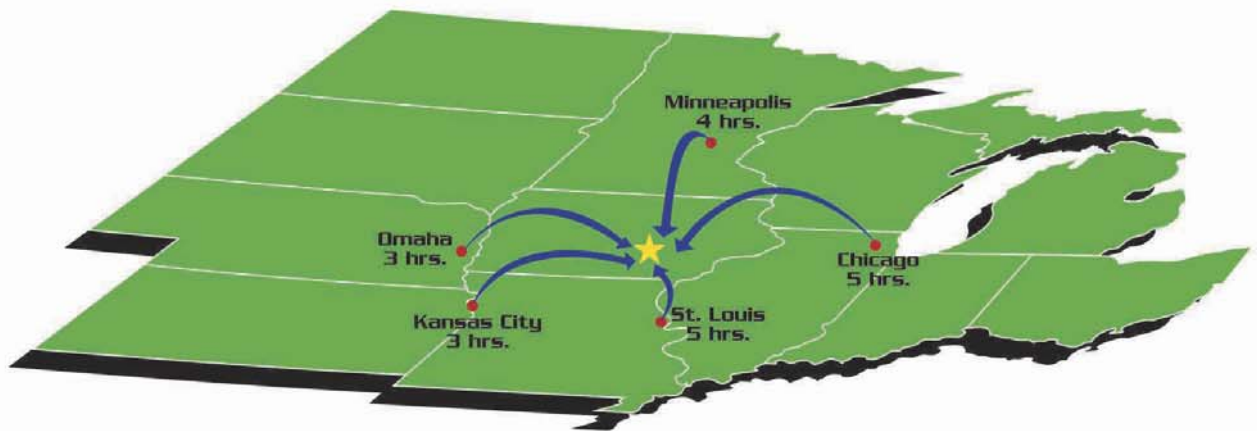 Minneapolis
4 hrs.
Omaha
3 hrs.
Chicago
5 hrs.
Kansas City
3 hrs.
St. Louis
5 hrs.